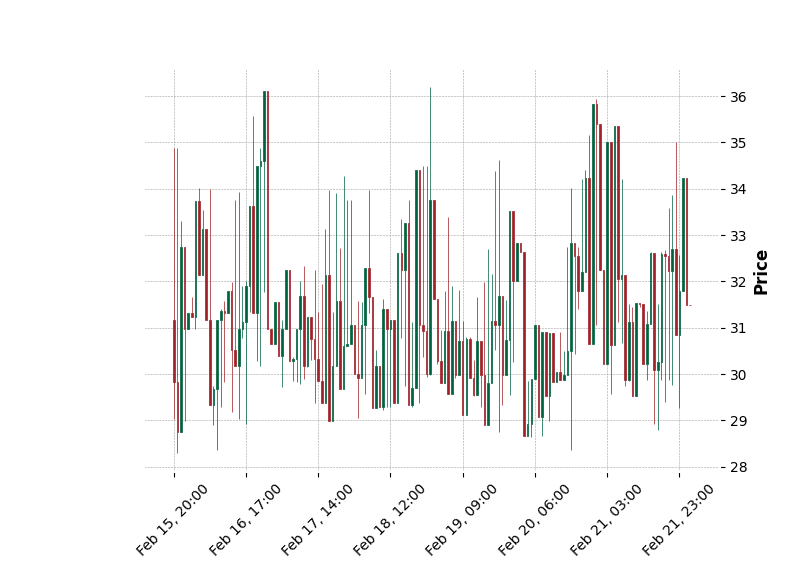 36
35
34
33
32
31
30
29
28
Price
Feb 15, 20:00
Feb 16, 17:00
Feb 17, 14:00
Feb 18, 12:00
Feb 19, 09:00
Feb 20, 06:00
Feb 21, 03:00
Feb 21, 23:00